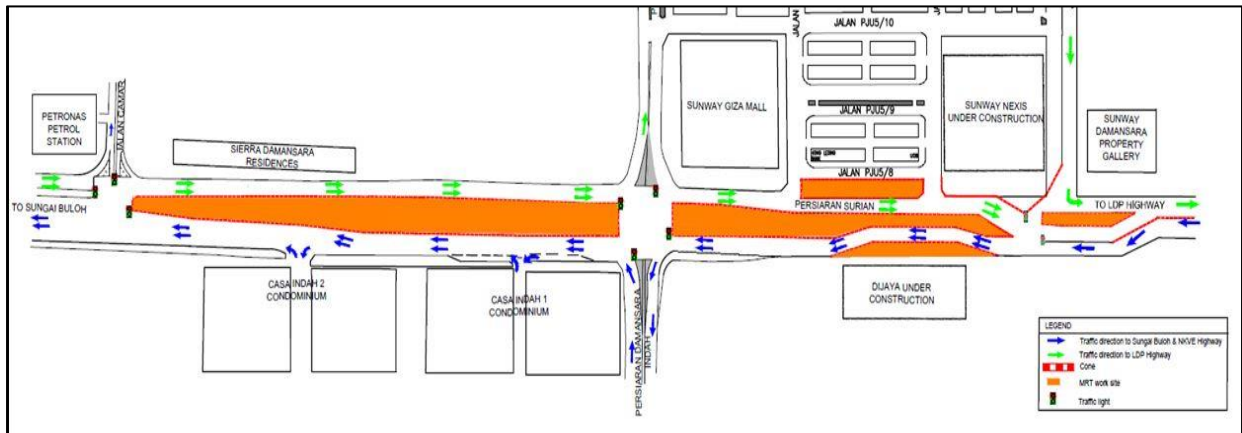 JALAN PJU5/10
SUNWAY GIZA MALL
JALAN PJU5/9
JALAN PJU5/8
SUNWAY NEXIS
UNDER CONSTRUCTION
SUNWAY
DAMANSARA
PROPERTY
GALLERY
PETRONAS
PETROL
STATION
JALAN CAMAR
SIERRA DAMANSARA
RESIDENCES
TO SUNGAI BULOH
PERSIARAN SURIAN
TO LDP HIGHWAY
CASA INDAH 2
CONDOMINIUM
CASA INDAH 1
CONDOMINIUM
PERSIARAN DAMANSARA
INDAH
DIJAYA UNDER
CONSTRUCTION
LEGEND
Traffic direction to Sungai Buloh & NKVE Highway
Traffic direction to LDP Highway
Cone
MRT work site
Traffic light